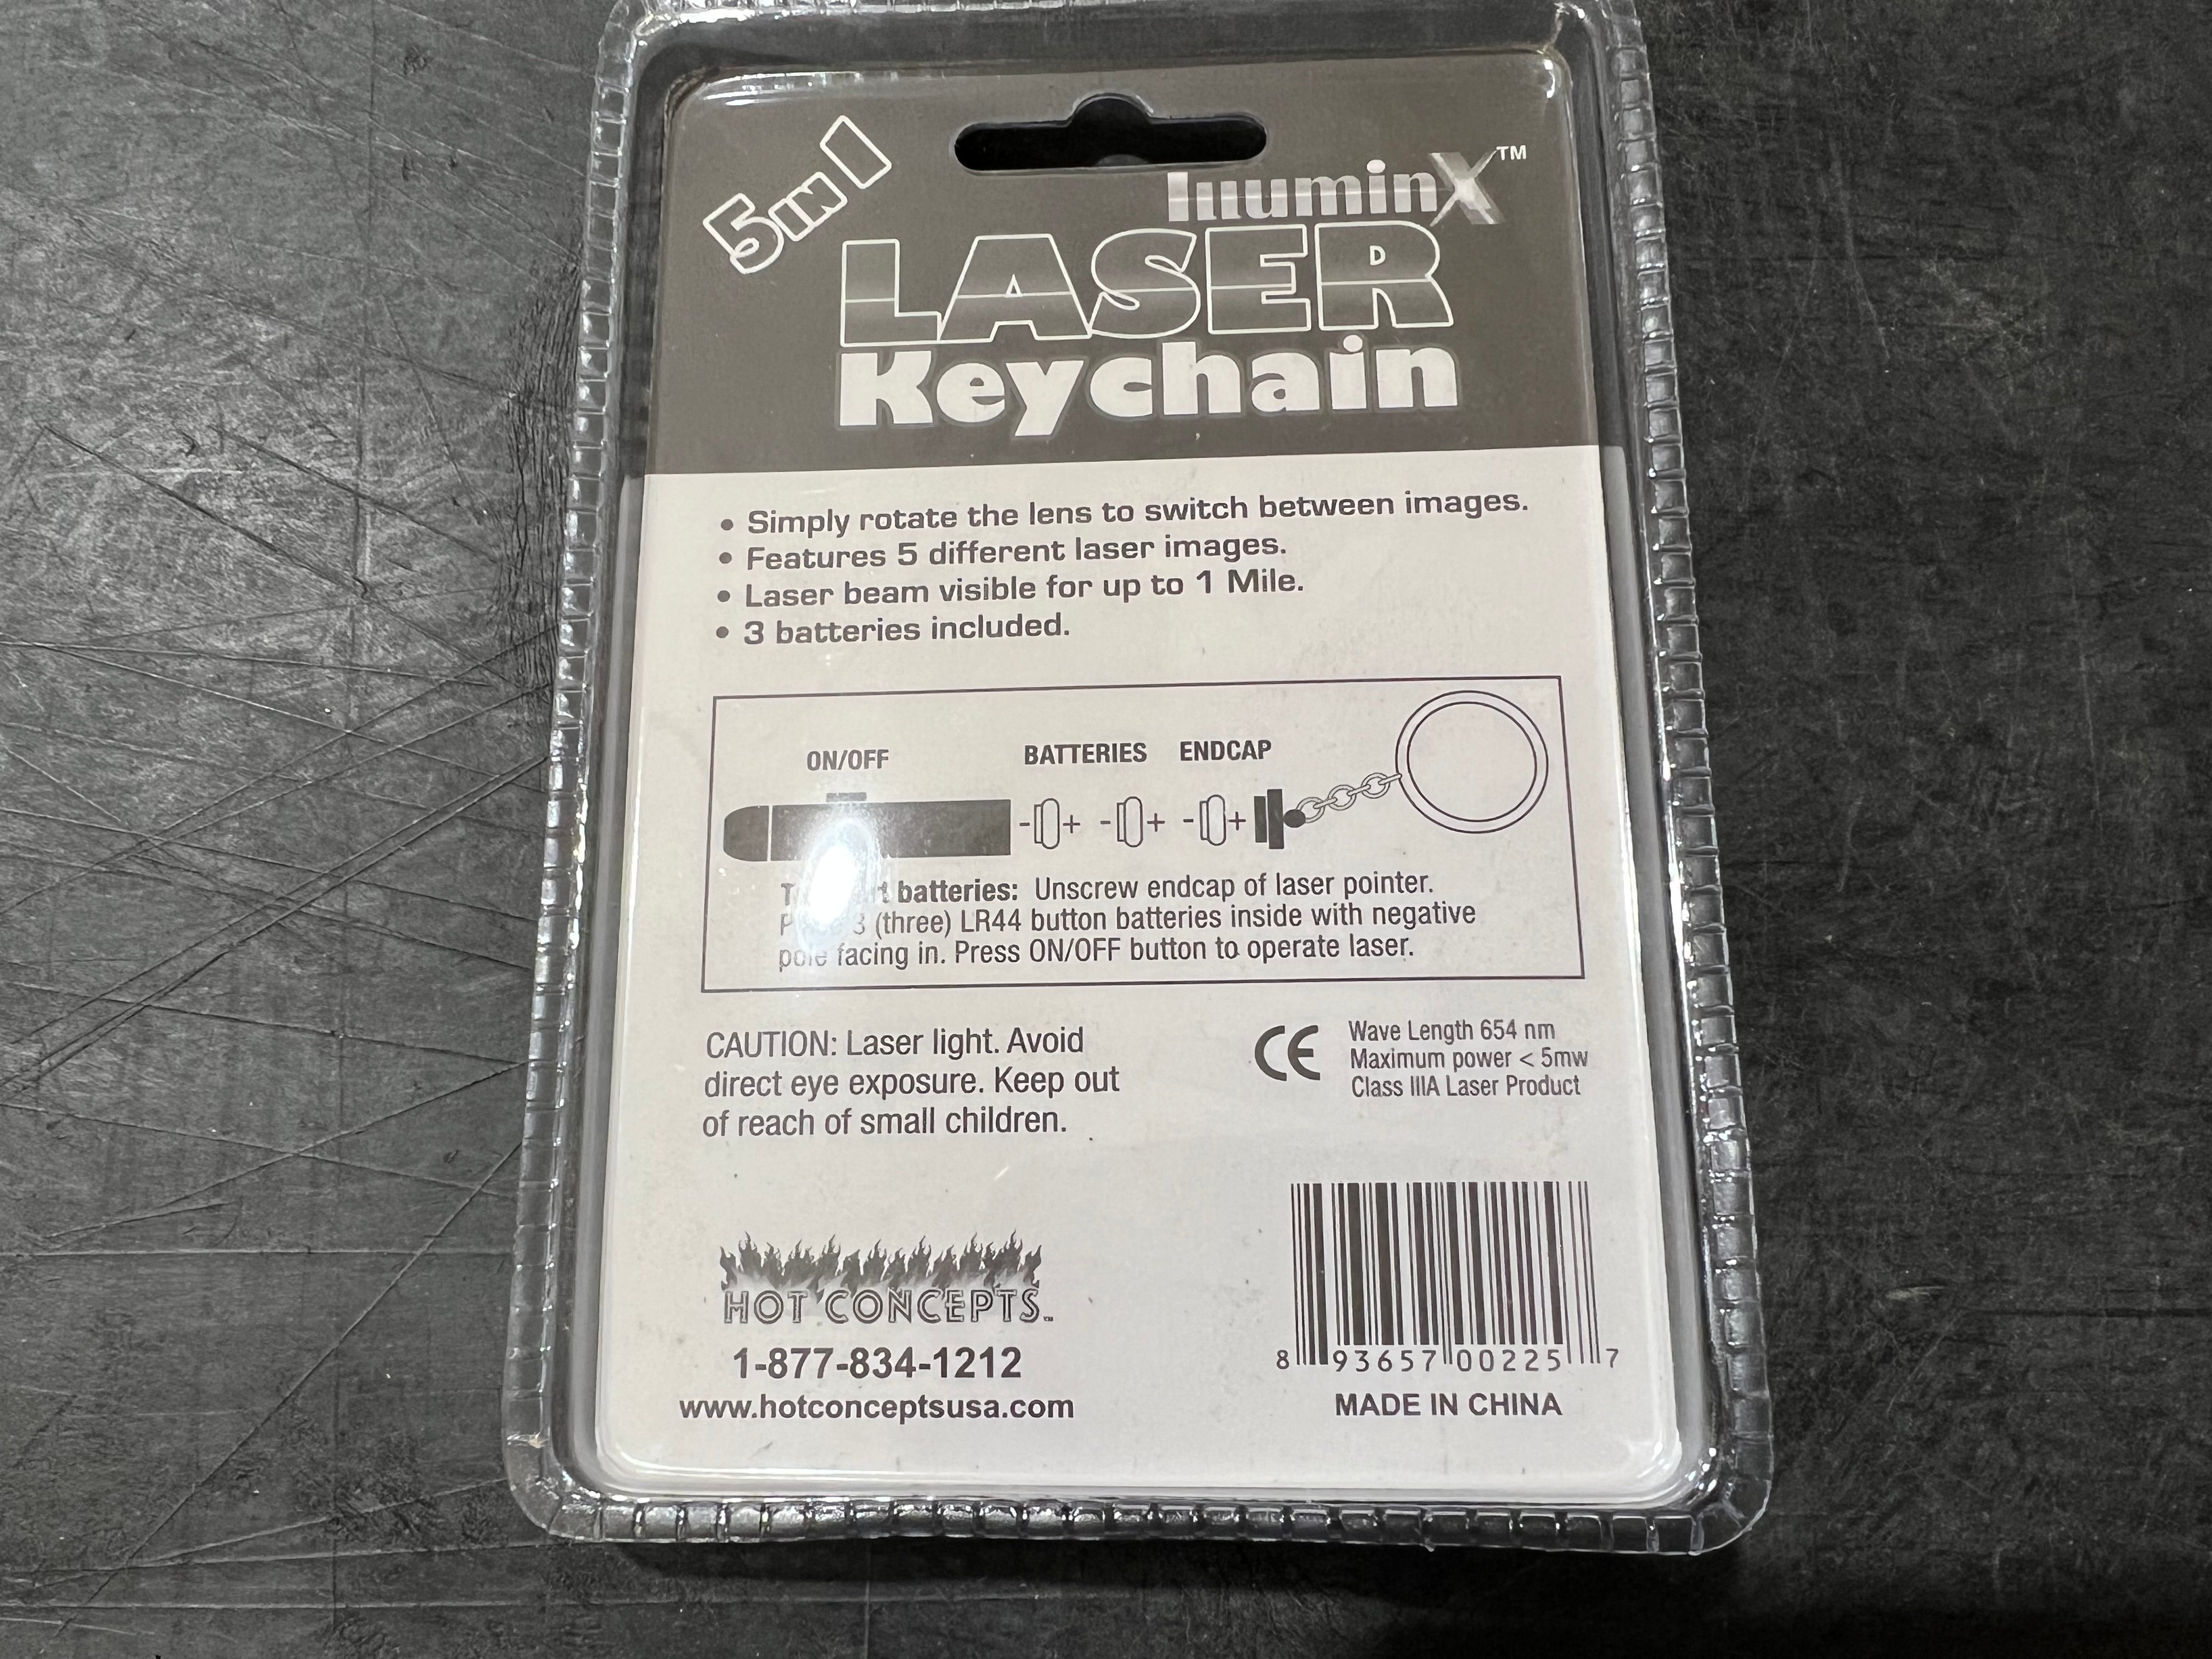 5 IN 1
IlluminX™
LASER
Keychain
• Simply rotate the lens to switch between images.
• Features 5 different laser images.
• Laser beam visible for up to 1 Mile.
• 3 batteries included.
ON/OFF BATTERIES ENDCAP
-+ -+ -+
batteries: Unscrew endcap of laser pointer.
3 (three) LR44 button batteries inside with negative
pole facing in. Press ON/OFF button to operate laser.
CAUTION: Laser light. Avoid
direct eye exposure. Keep out
of reach of small children.
CE
Wave Length 654 nm
Maximum power < 5mw
Class IIIA Laser Product
HOT CONCEPTS™
1-877-834-1212
www.hotconceptsusa.com
8 93657 00225 7
MADE IN CHINA